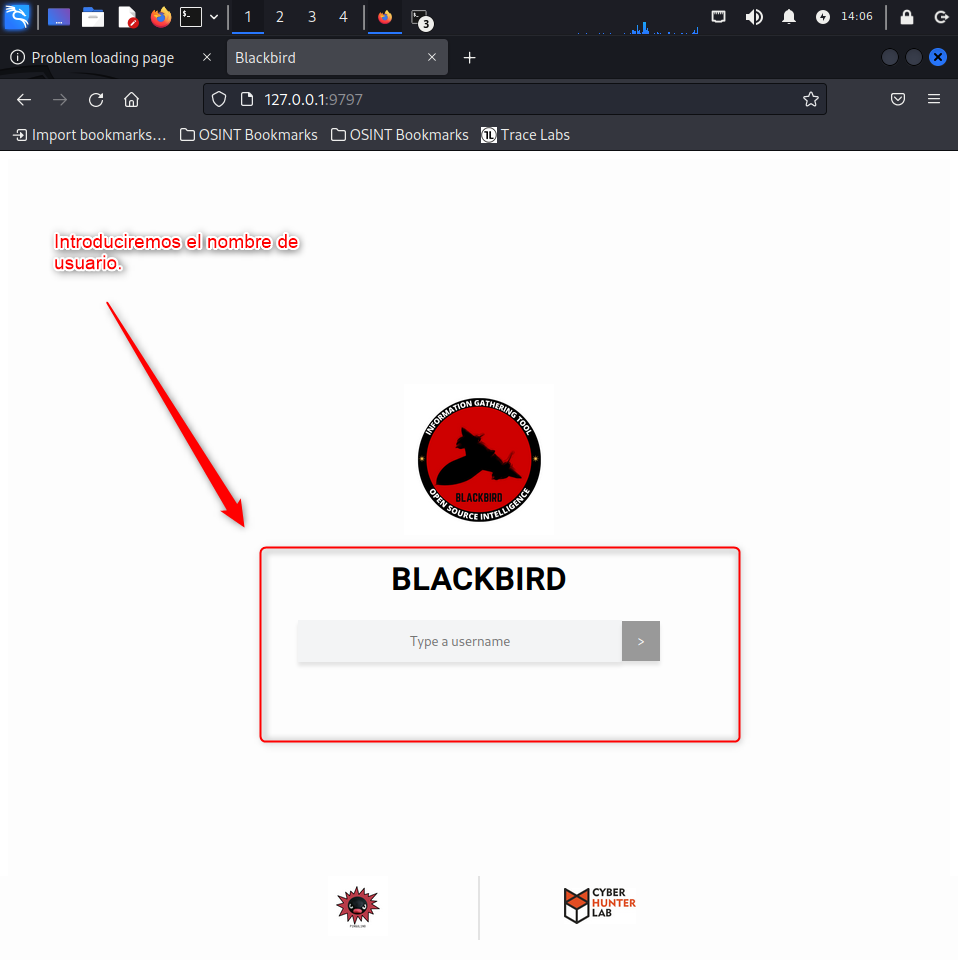 1 2 3 4 3 14:06
Problem loading page × Blackbird × +
127.0.0.1:9797
Import bookmarks... OSINT Bookmarks OSINT Bookmarks Trace Labs
Introduciremos el nombre de
usuario.
INFORMATION GATHERING TOOL
BLACKBIRD
OPEN SOURCE INTELLIGENCE
BLACKBIRD
Type a username >
CYBER
HUNTER
LAB